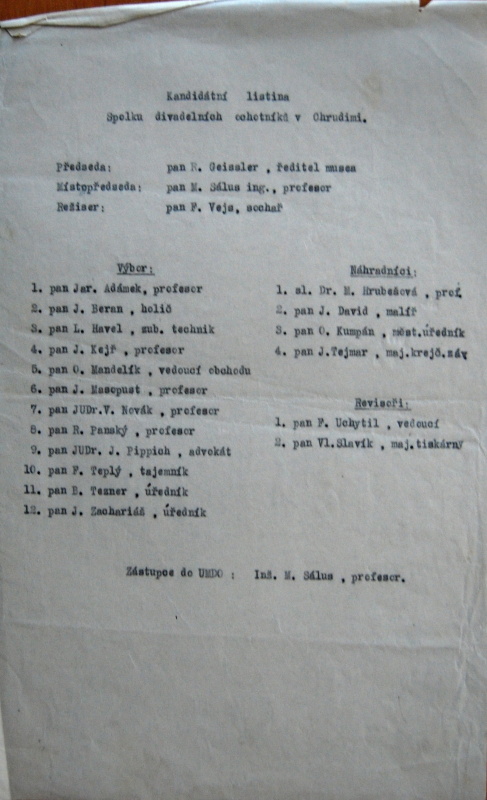 Kandidátní listina
Spolku divadelních ochotníků v Chrudimi.
Předseda: pan R. Geissler , ředitel musea
Místopředseda: pan M. Sálus ing., profesor
Režiser: pan F. Vejs, sochař
Výbor:
1. pan Jar. Adámek, profesor
2. pan J. Beran , holič
3. pan L. Havel , zub. technik
4. pan J. Kejř , profesor
5. pan O. Mandelík , vedoucí obchodu
6. pan J. Masopust , profesor
7. pan JUDr.V. Novák , profesor
8. pan R. Panský , profesor
9. pan JUDr. J. Pippich , advokát
10. pan F. Teplý , tajemník
11. pan E. Tesner , úředník
12. pan J. Zachariáš , úředník
Náhradníci:
1. sl. Dr. M. Hrubešová , prof.
2. pan J. David , malíř
3. pan O. Kumpán , měst.úředník
4. pan J.Tejmar , maj.krejč.záv
Revisoři:
1. pan F. Uchytil , vedoucí
2. pan Vl.Slavík , maj.tiskárny
Zástupce do UMDO : Inž. M. Sálus , profesor.